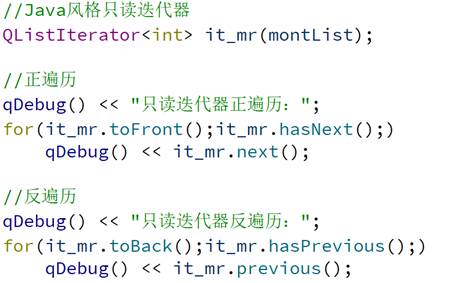 //Java风格只读迭代器
QListIterator<int> it_mr(montList);
//正遍历
qDebug() << "只读迭代器正遍历：";
for(it_mr.toFront();it_mr.hasNext();)
    qDebug() << it_mr.next();
//反遍历
qDebug() << "只读迭代器反遍历：";
for(it_mr.toBack();it_mr.hasPrevious();)
    qDebug() << it_mr.previous();